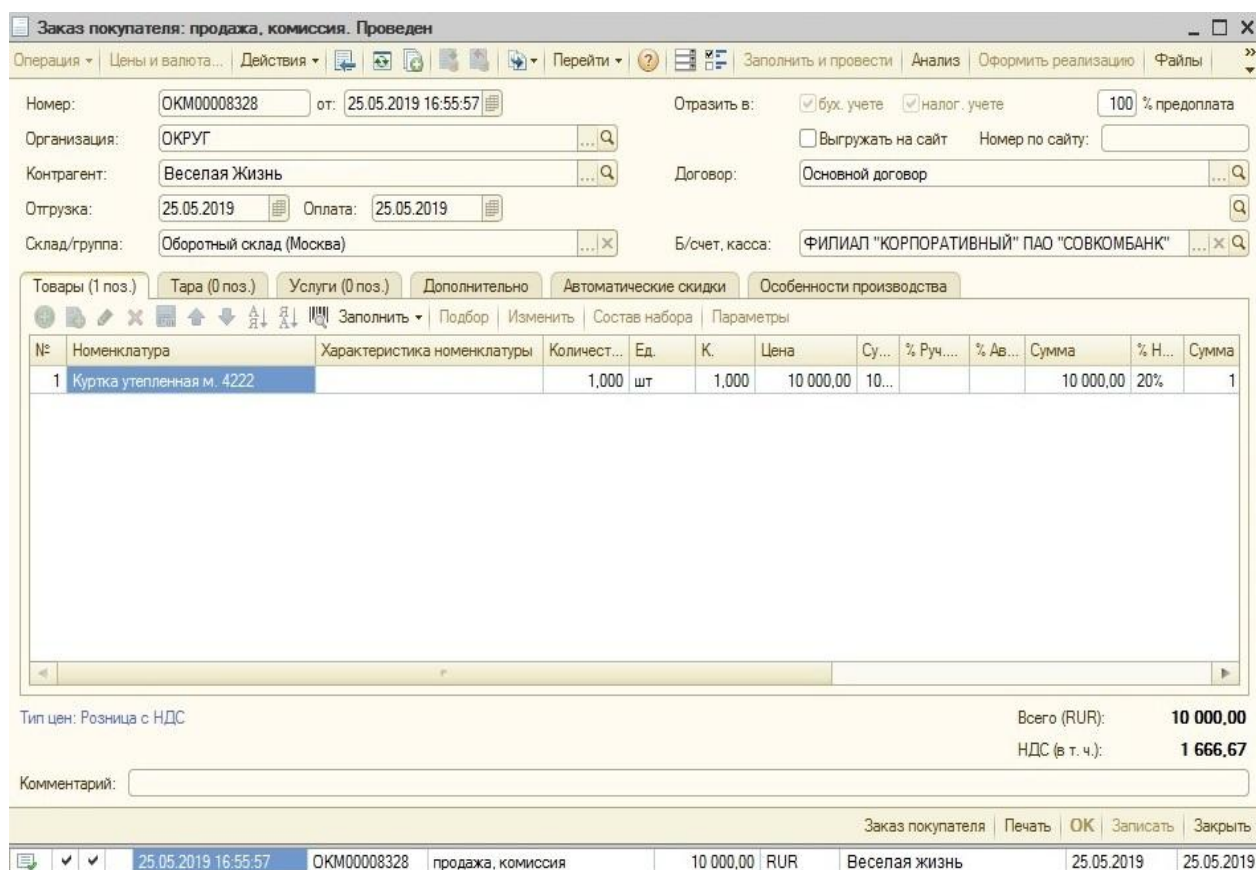 Заказ покупателя: продажа, комиссия. Проведен
Операция Цены и валюта... Действия Перейти Заполнить и провести Анализ Оформить реализацию Файлы
Номер: ОКМ00008328 от: 25.05.2019 16:55:57 Отразить в: бух. учете налог. учете 100 % предоплата
Организация: ОКРУГ Выгружать на сайт Номер по сайту:
Контрагент: Веселая Жизнь Договор: Основной договор
Отгрузка: 25.05.2019 Оплата: 25.05.2019
Склад/группа: Оборотный склад (Москва) Б/счет, касса: ФИЛИАЛ "КОРПОРАТИВНЫЙ" ПАО "СОВКОМБАНК"
Товары (1 поз.) Тара (0 поз.) Услуги (0 поз.) Дополнительно Автоматические скидки Особенности производства
Заполнить Подбор Изменить Состав набора Параметры
№ Номенклатура Характеристика номенклатуры Количест... Ед. К. Цена Су... % Руч.... % Ав... Сумма % Н... Сумма
1 Куртка утепленная м. 4222 1,000 шт 1,000 10 000,00 10... 10 000,00 20% 1
Тип цен: Розница с НДС Всего (RUR): 10 000,00
НДС (в т. ч.): 1 666,67
Комментарий:
Заказ покупателя Печать OK Записать Закрыть
25.05.2019 16:55:57 ОКМ00008328 продажа, комиссия 10 000,00 RUR Веселая жизнь 25.05.2019 25.05.2019